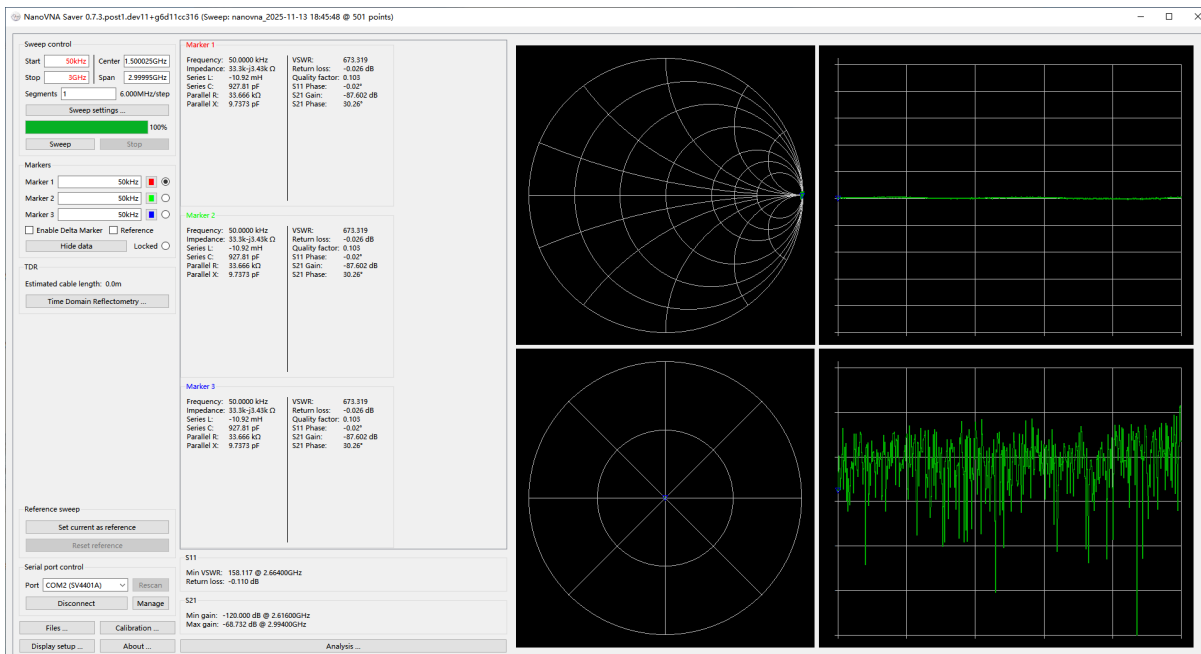 NanoVNA Saver 0.7.3.post1.dev11+g6d11cc316 (Sweep: nanovna_2025-11-13 18:45:48 @ 501 points)
Sweep control
Start 50kHz Center 1.500025GHz
Stop 3GHz Span 2.99995GHz
Segments 1 6.000MHz/step
Sweep settings ...
100%
Sweep Stop
Markers
Marker 1 50kHz
Marker 2 50kHz
Marker 3 50kHz
Enable Delta Marker Reference
Hide data Locked
TDR
Estimated cable length: 0.0m
Time Domain Reflectometry ...
Reference sweep
Set current as reference
Reset reference
Serial port control
Port COM2 (SV4401A) Rescan
Disconnect Manage
Files ... Calibration ...
Display setup ... About ...
Marker 1
Frequency: 50.0000 kHz VSWR: 673.319
Impedance: 33.3k-j3.43k Ω Return loss: -0.026 dB
Series L: -10.92 mH Quality factor: 0.103
Series C: 927.81 pF S11 Phase: -0.02°
Parallel R: 33.666 kΩ S21 Gain: -87.602 dB
Parallel X: 9.7373 pF S21 Phase: 30.26°
Marker 2
Frequency: 50.0000 kHz VSWR: 673.319
Impedance: 33.3k-j3.43k Ω Return loss: -0.026 dB
Series L: -10.92 mH Quality factor: 0.103
Series C: 927.81 pF S11 Phase: -0.02°
Parallel R: 33.666 kΩ S21 Gain: -87.602 dB
Parallel X: 9.7373 pF S21 Phase: 30.26°
Marker 3
Frequency: 50.0000 kHz VSWR: 673.319
Impedance: 33.3k-j3.43k Ω Return loss: -0.026 dB
Series L: -10.92 mH Quality factor: 0.103
Series C: 927.81 pF S11 Phase: -0.02°
Parallel R: 33.666 kΩ S21 Gain: -87.602 dB
Parallel X: 9.7373 pF S21 Phase: 30.26°
S11
Min VSWR: 158.117 @ 2.66400GHz
Return loss: -0.110 dB
S21
Min gain: -120.000 dB @ 2.61600GHz
Max gain: -68.732 dB @ 2.99400GHz
Analysis ...